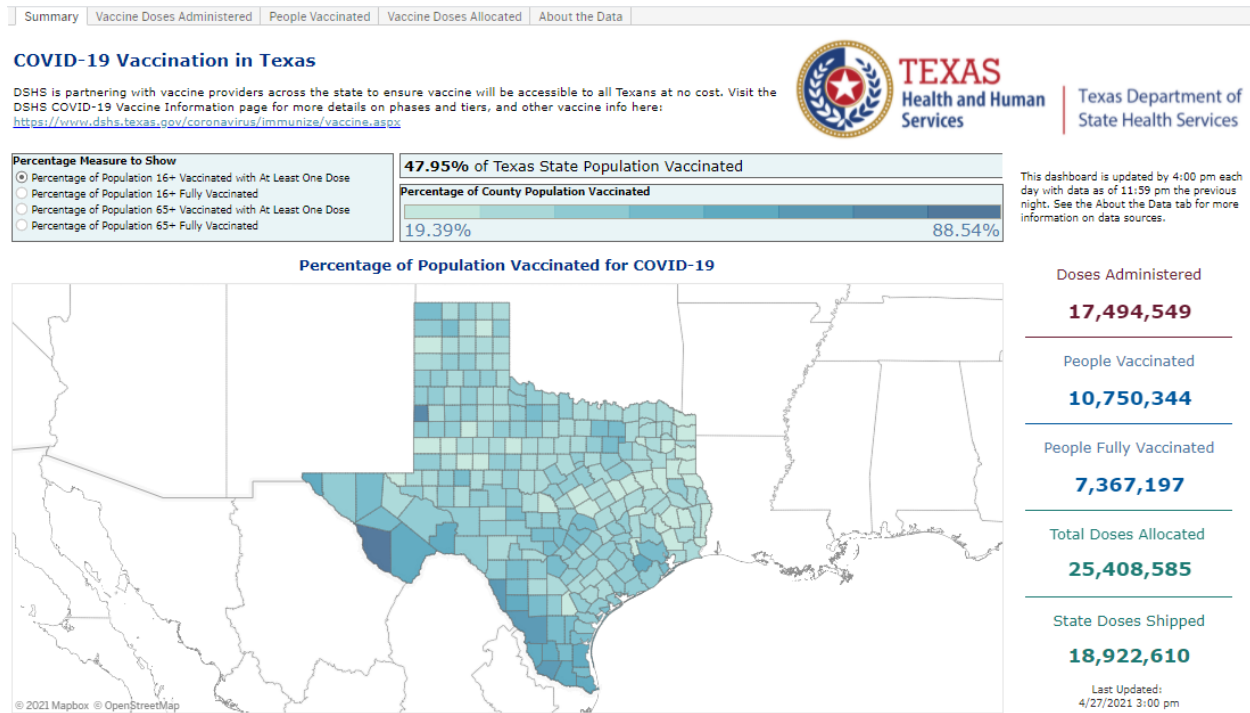 Summary
Vaccine Doses Administered
People Vaccinated
Vaccine Doses Allocated
About the Data
COVID-19 Vaccination in Texas
DSHS is partnering with vaccine providers across the state to ensure vaccine will be accessible to all Texans at no cost. Visit the
DSHS COVID-19 Vaccine Information page for more details on phases and tiers, and other vaccine info here:
https://www.dshs.texas.gov/coronavirus/immunize/vaccine.aspx
TEXAS
Health and Human
Services
Texas Department of
State Health Services
Percentage Measure to Show
Percentage of Population 16+ Vaccinated with At Least One Dose
Percentage of Population 16+ Fully Vaccinated
Percentage of Population 65+ Vaccinated with At Least One Dose
Percentage of Population 65+ Fully Vaccinated
47.95% of Texas State Population Vaccinated
Percentage of County Population Vaccinated
19.39%
88.54%
This dashboard is updated by 4:00 pm each
day with data as of 11:59 pm the previous
night. See the About the Data tab for more
information on data sources.
Percentage of Population Vaccinated for COVID-19
Doses Administered
17,494,549
People Vaccinated
10,750,344
People Fully Vaccinated
7,367,197
Total Doses Allocated
25,408,585
State Doses Shipped
18,922,610
Last Updated:
4/27/2021 3:00 pm
© 2021 Mapbox © OpenStreetMap